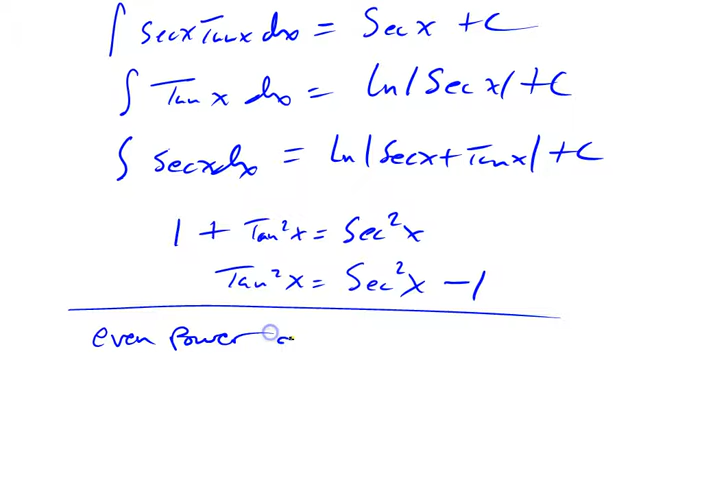 ∫ Secx Tanx dx = Sec x + C
∫ Tan x dx = ln|Sec x| + C
∫ secx dx = ln|Secx + Tanx| + C
1 + Tan²x = Sec²x
Tan²x = Sec²x - 1
even Power